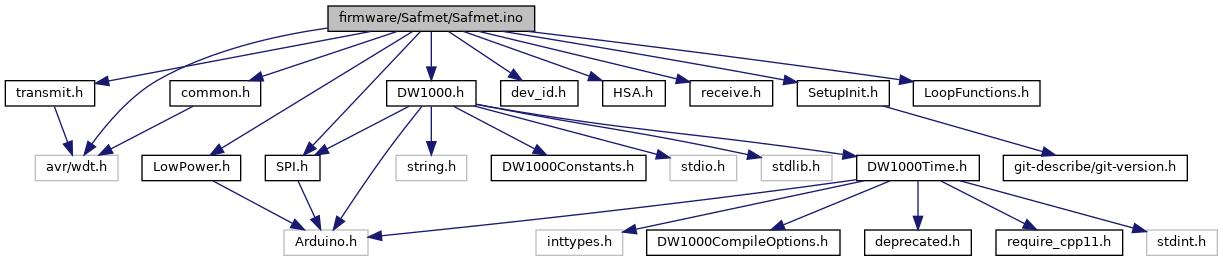 firmware/Safmet/Safmet.ino
transmit.h
common.h
DW1000.h
dev_id.h
HSA.h
receive.h
SetupInit.h
LoopFunctions.h
avr/wdt.h
LowPower.h
SPI.h
string.h
DW1000Constants.h
stdio.h
stdlib.h
DW1000Time.h
git-describe/git-version.h
Arduino.h
inttypes.h
DW1000CompileOptions.h
deprecated.h
require_cpp11.h
stdint.h